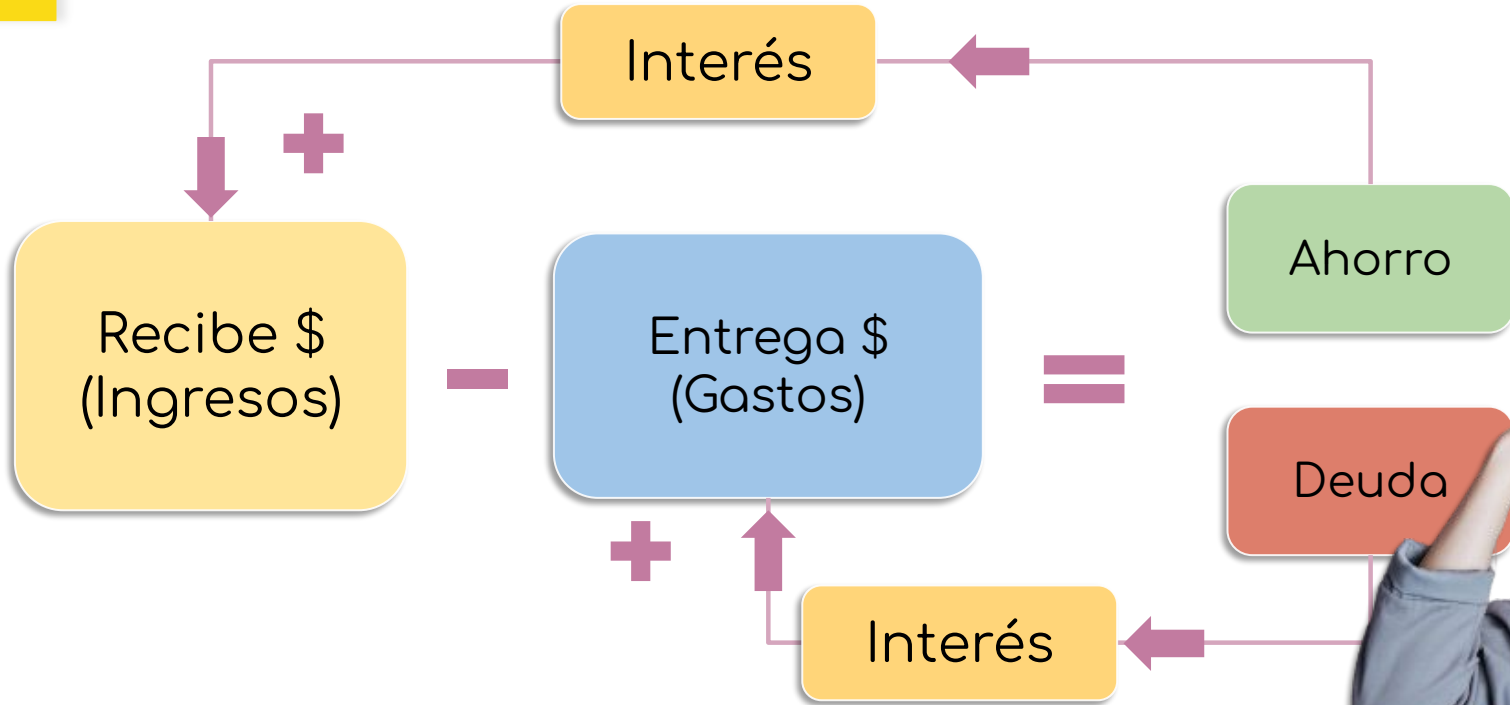 Interés
Recibe $
(Ingresos)
Entrega $
(Gastos)
Ahorro
Deuda
Interés